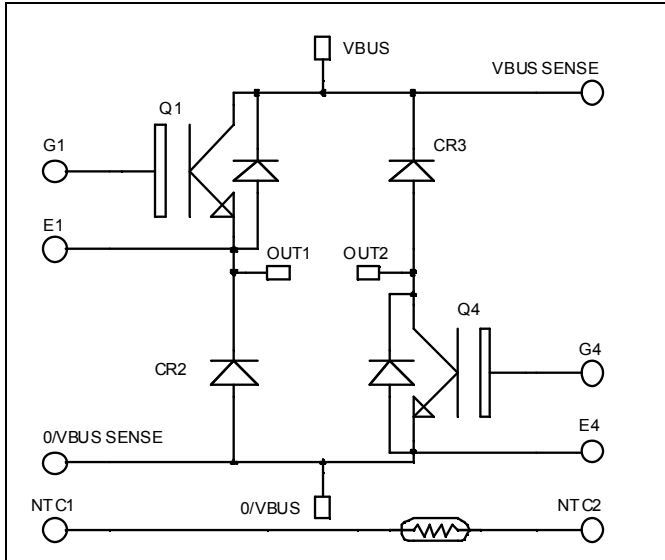 VBUS
VBUS SENSE
Q1
G1
CR3
E1
OUT1
OUT2
Q4
G4
CR2
E4
0/VBUS SENSE
NTC1
0/VBUS
NTC2